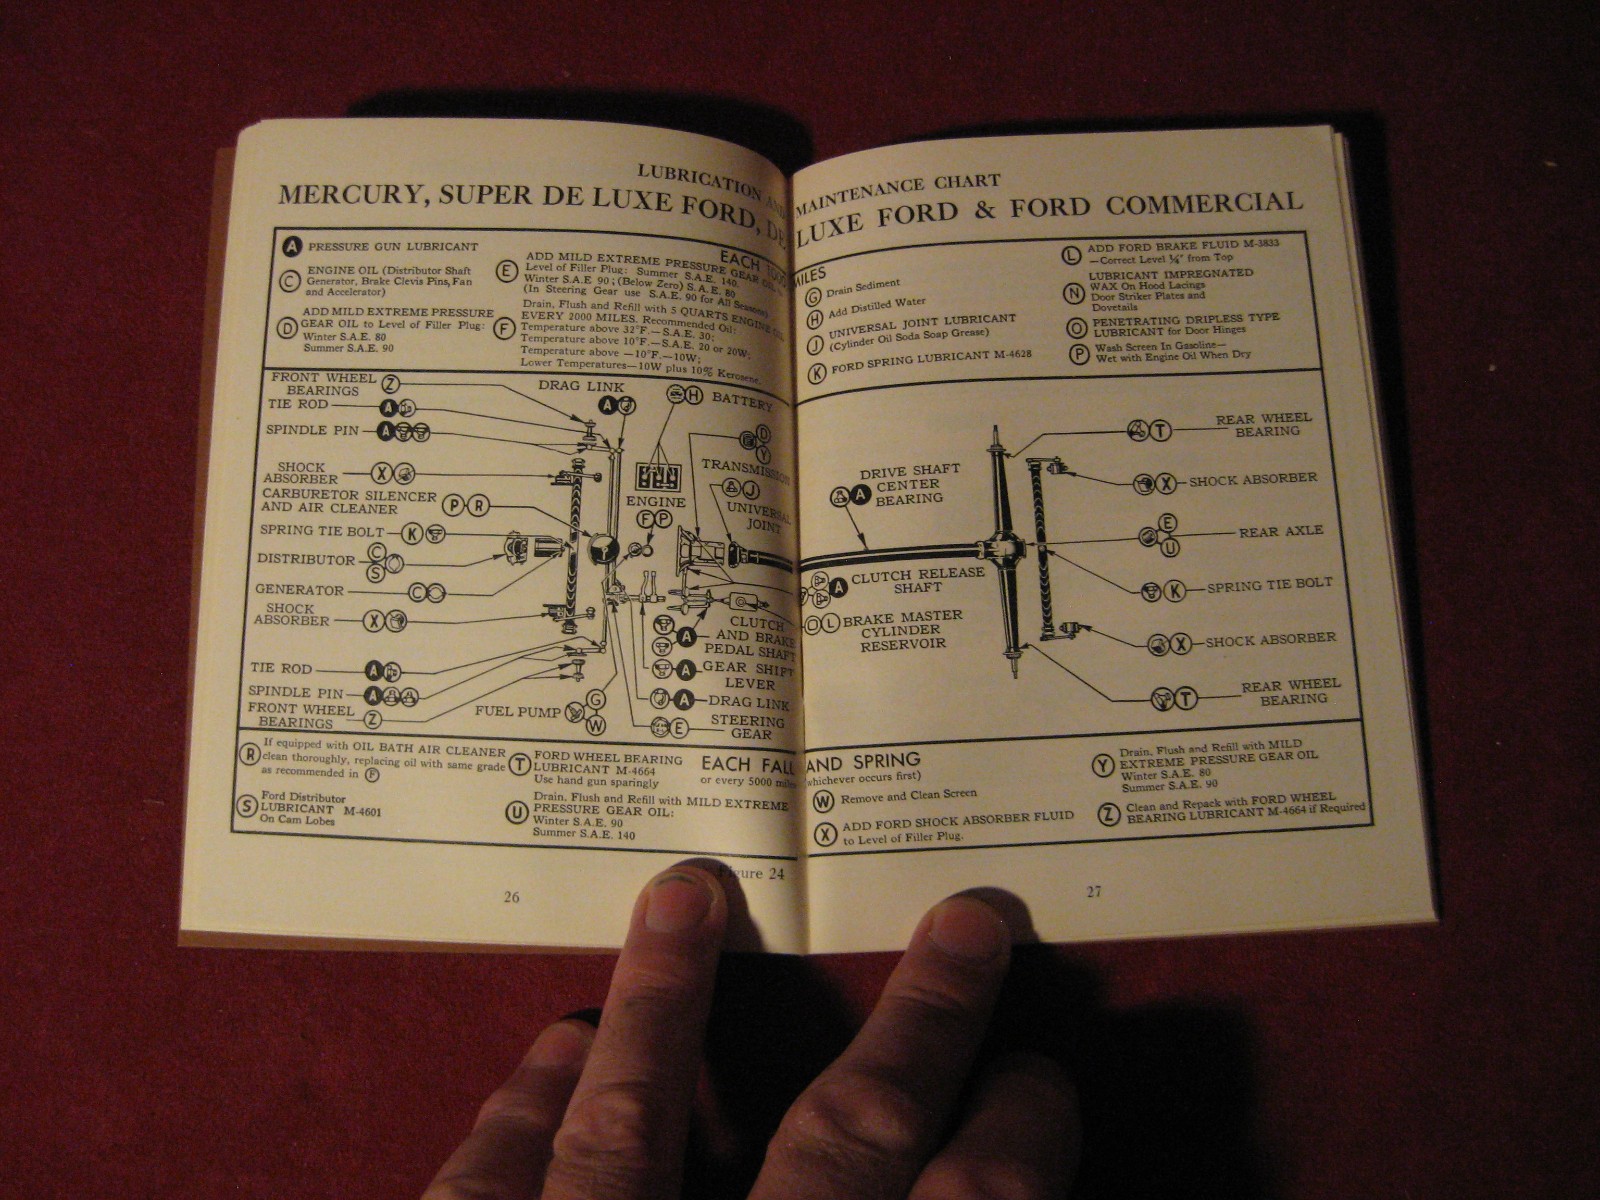 LUBRICATION AND MAINTENANCE CHART
MERCURY, SUPER DE LUXE FORD, DE LUXE FORD & FORD COMMERCIAL
EACH 1000 MILES
A PRESSURE GUN LUBRICANT
C ENGINE OIL (Distributor Shaft
Generator, Brake Clevis Pins, Fan
and Accelerator)
D ADD MILD EXTREME PRESSURE
GEAR OIL to Level of Filler Plug:
Winter S.A.E. 80
Summer S.A.E. 90
E ADD MILD EXTREME PRESSURE GEAR OIL to
Level of Filler Plug: Summer S.A.E. 140.
Winter S.A.E 90; (Below Zero) S.A.E. 80
(In Steering Gear use S.A.E. 90 for All Seasons)
F Drain, Flush and Refill with 5 QUARTS ENGINE OIL
EVERY 2000 MILES. Recommended Oil:
Temperature above 32°F.—S.A.E. 30;
Temperature above 10°F.—S.A.E. 20 or 20W;
Temperature above —10°F.—10W;
Lower Temperatures—10W plus 10% Kerosene.
G Drain Sediment
H Add Distilled Water
J UNIVERSAL JOINT LUBRICANT
(Cylinder Oil Soda Soap Grease)
K FORD SPRING LUBRICANT M-4628
L ADD FORD BRAKE FLUID M-3833
—Correct Level ¼" from Top
N LUBRICANT IMPREGNATED
WAX On Hood Lacings
Door Striker Plates and
Dovetails
O PENETRATING DRIPLESS TYPE
LUBRICANT for Door Hinges
P Wash Screen In Gasoline—
Wet with Engine Oil When Dry
FRONT WHEEL
BEARINGS Z
TIE ROD A
SPINDLE PIN A
SHOCK
ABSORBER X
CARBURETOR SILENCER
AND AIR CLEANER P R
SPRING TIE BOLT K
DISTRIBUTOR C
S
GENERATOR C
SHOCK
ABSORBER X
TIE ROD A
SPINDLE PIN A
FRONT WHEEL
BEARINGS Z
DRAG LINK
A
H BATTERY
D
Y
TRANSMISSION
ENGINE
F P
J
UNIVERSAL
JOINT
CLUTCH
AND BRAKE
PEDAL SHAFT
A
A GEAR SHIFT
LEVER
A DRAG LINK
E STEERING
GEAR
FUEL PUMP G
W
DRIVE SHAFT
CENTER
BEARING
A
A CLUTCH RELEASE
SHAFT
L BRAKE MASTER
CYLINDER
RESERVOIR
T REAR WHEEL
BEARING
X SHOCK ABSORBER
E
U REAR AXLE
K SPRING TIE BOLT
X SHOCK ABSORBER
T REAR WHEEL
BEARING
EACH FALL AND SPRING
or every 5000 miles (whichever occurs first)
R If equipped with OIL BATH AIR CLEANER
clean thoroughly, replacing oil with same grade
as recommended in F
S Ford Distributor
LUBRICANT M-4601
On Cam Lobes
T FORD WHEEL BEARING
LUBRICANT M-4664
Use hand gun sparingly
U Drain, Flush and Refill with MILD EXTREME
PRESSURE GEAR OIL:
Winter S.A.E. 90
Summer S.A.E. 140
W Remove and Clean Screen
X ADD FORD SHOCK ABSORBER FLUID
to Level of Filler Plug.
Y Drain, Flush and Refill with MILD
EXTREME PRESSURE GEAR OIL
Winter S.A.E. 80
Summer S.A.E. 90
Z Clean and Repack with FORD WHEEL
BEARING LUBRICANT M-4664 if Required
Figure 24
26
27